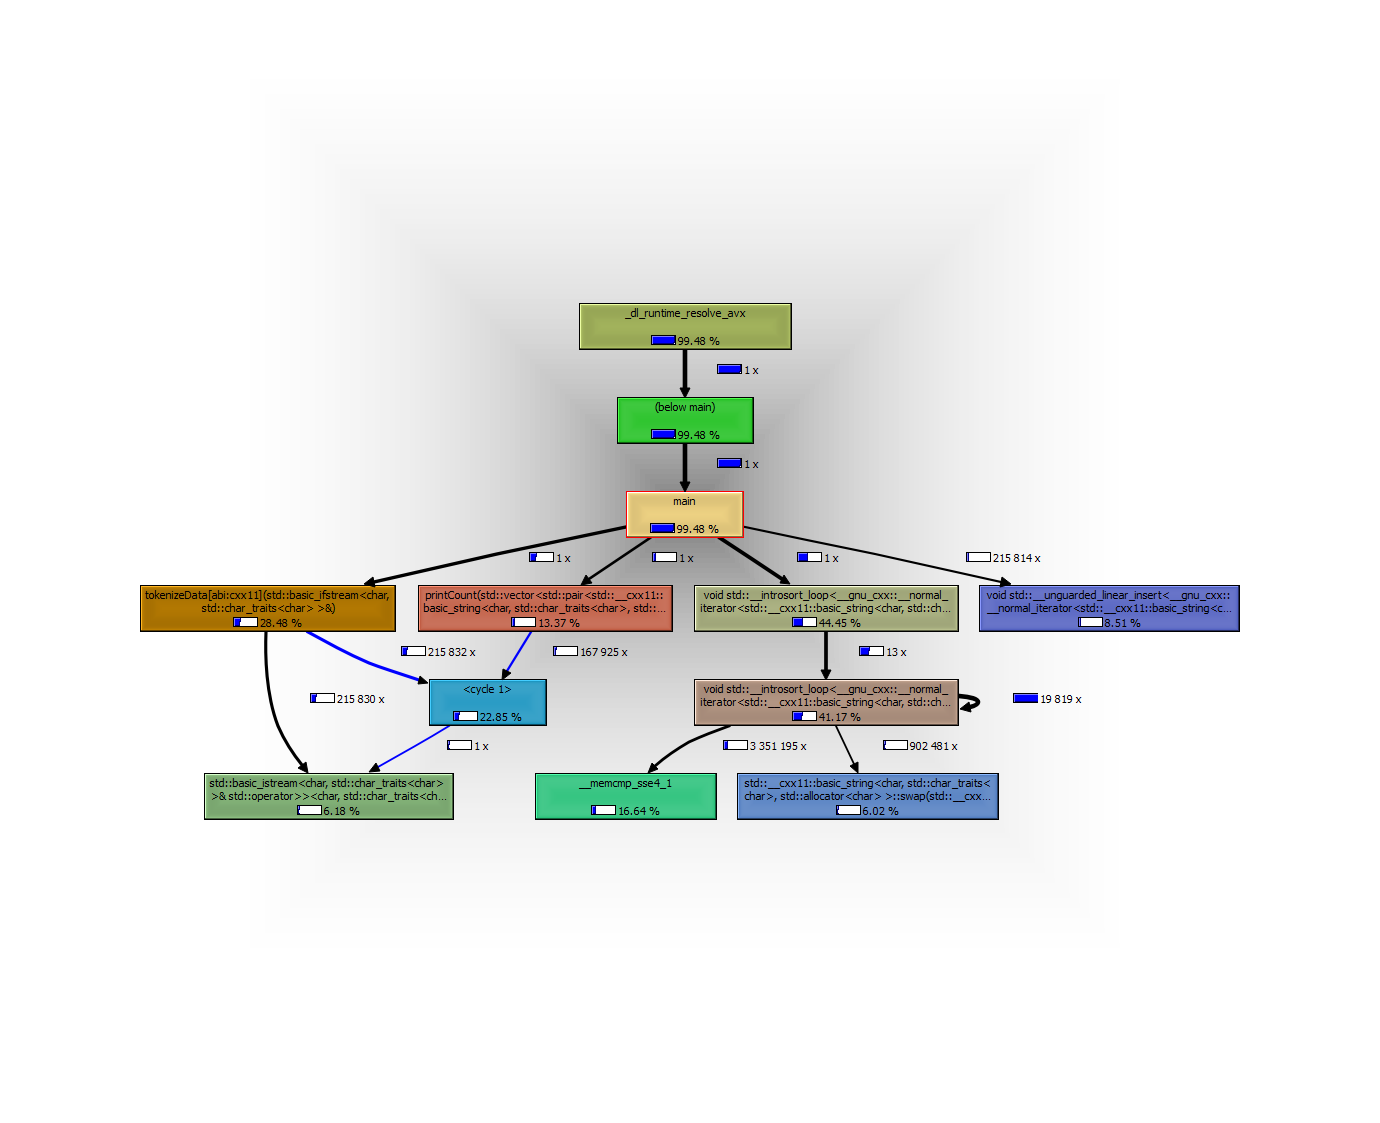 _dl_runtime_resolve_avx
99.48 %
1 x
(below main)
99.48 %
1 x
main
99.48 %
1 x
1 x
1 x
215 814 x
tokenizeData[abi:cxx11](std::basic_ifstream<char,
std::char_traits<char> >&)
28.48 %
printCount(std::vector<std::pair<std::__cxx11::
basic_string<char, std::char_traits<char>, std::...
13.37 %
void std::__introsort_loop<__gnu_cxx::__normal_
iterator<std::__cxx11::basic_string<char, std::ch...
44.45 %
void std::__unguarded_linear_insert<__gnu_cxx::
__normal_iterator<std::__cxx11::basic_string<c...
8.51 %
215 832 x
167 925 x
13 x
<cycle 1>
22.85 %
void std::__introsort_loop<__gnu_cxx::__normal_
iterator<std::__cxx11::basic_string<char, std::ch...
41.17 %
215 830 x
19 819 x
1 x
3 351 195 x
902 481 x
std::basic_istream<char, std::char_traits<char>
>& std::operator>><char, std::char_traits<ch...
6.18 %
__memcmp_sse4_1
16.64 %
std::__cxx11::basic_string<char, std::char_traits<
char>, std::allocator<char> >::swap(std::__cxx...
6.02 %